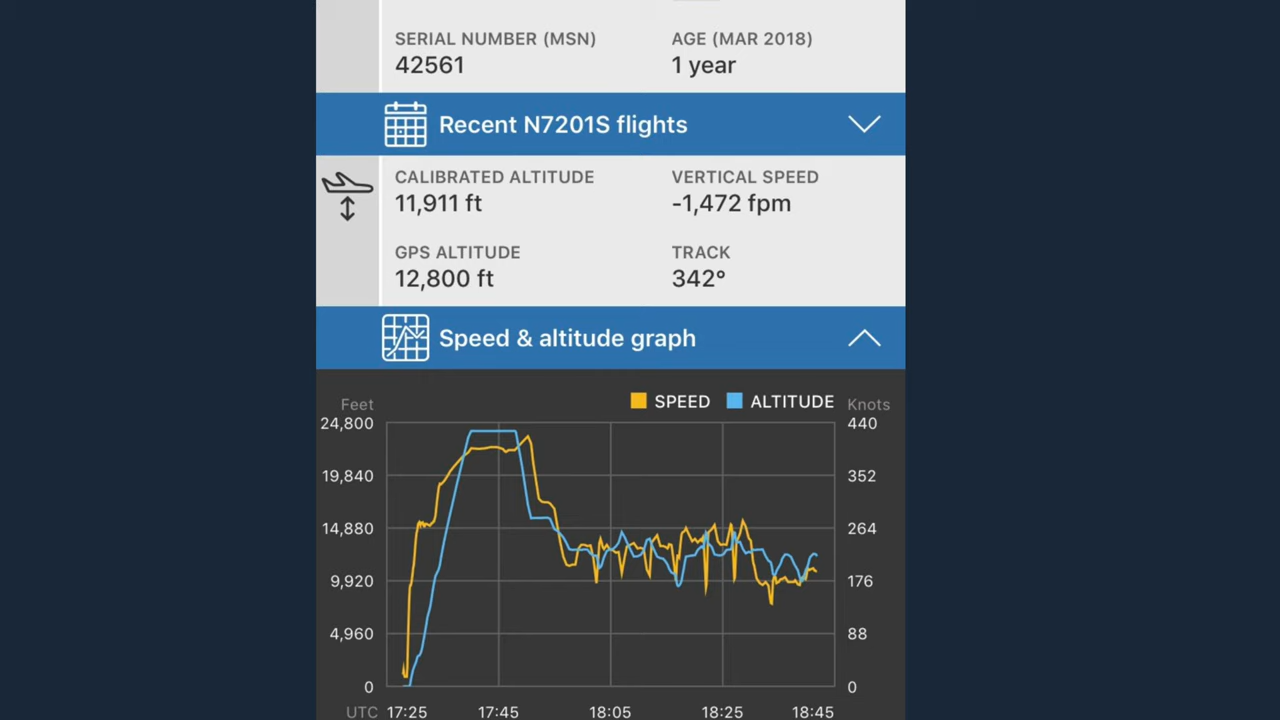 SERIAL NUMBER (MSN) AGE (MAR 2018)
42561 1 year
Recent N7201S flights
CALIBRATED ALTITUDE VERTICAL SPEED
11,911 ft -1,472 fpm
GPS ALTITUDE TRACK
12,800 ft 342°
Speed & altitude graph
Feet SPEED ALTITUDE Knots
24,800 440
19,840 352
14,880 264
9,920 176
4,960 88
0 0
UTC 17:25 17:45 18:05 18:25 18:45